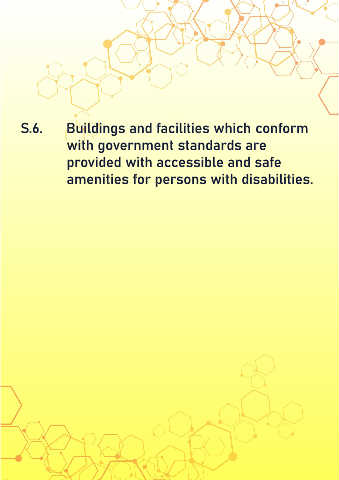 S.6. Buildings and facilities which conform
with government standards are
provided with accessible and safe
amenities for persons with disabilities.